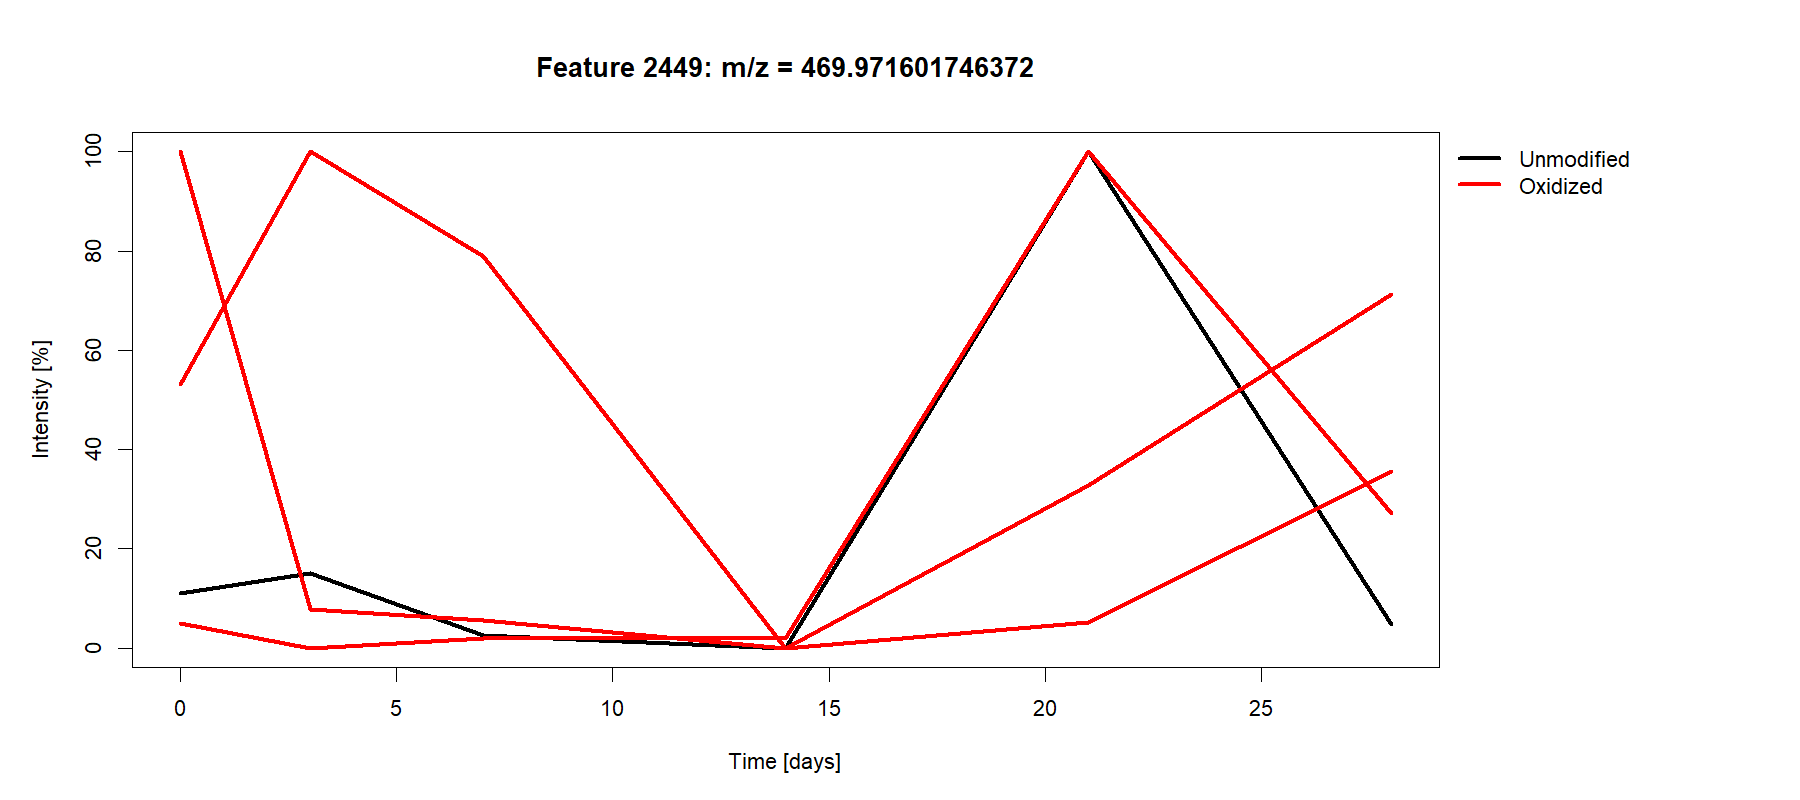 Feature 2449: m/z = 469.971601746372
Unmodified
Oxidized
Intensity [%]
100
80
60
40
20
0
0 5 10 15 20 25
Time [days]